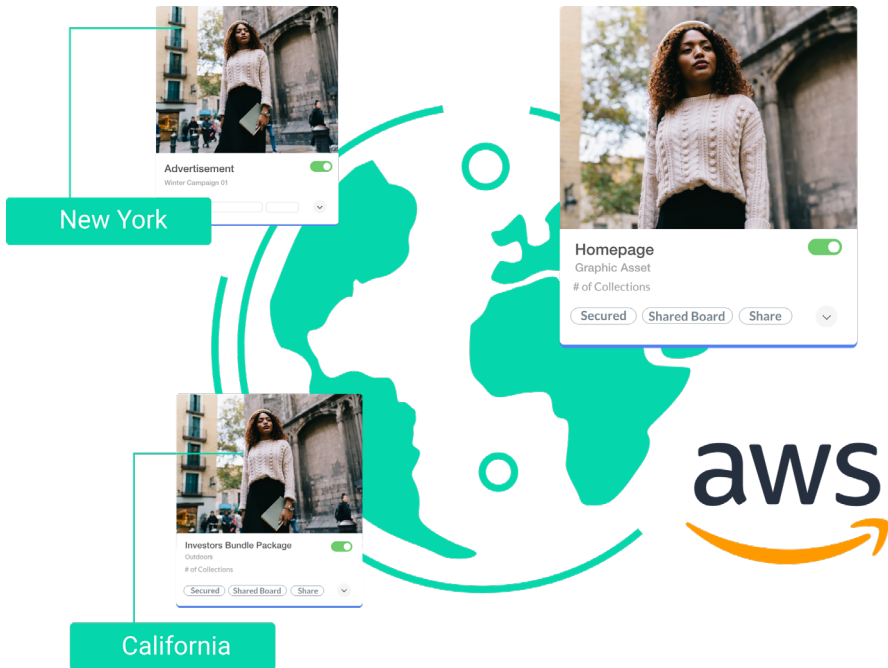 Advertisement
Winter Campaign 01
New York
Homepage
Graphic Asset
# of Collections
Secured
Shared Board
Share
aws
Investors Bundle Package
Outdoors
# of Collections
Secured
Shared Board
Share
California